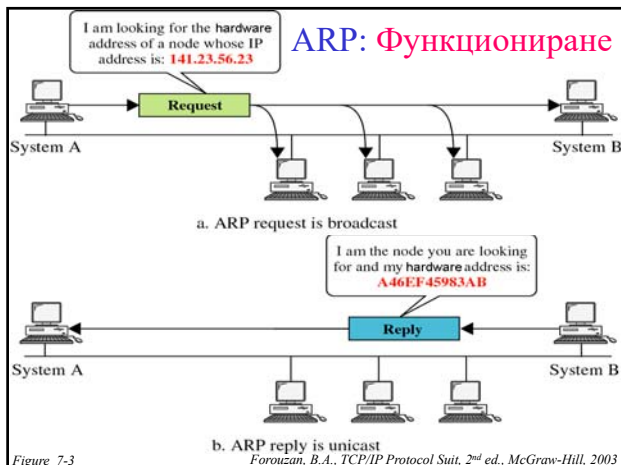 ARP: Функциониране
I am looking for the hardware
address of a node whose IP
address is: 141.23.56.23
Request
System A
System B
a. ARP request is broadcast
I am the node you are looking
for and my hardware address is:
A46EF45983AB
Reply
System A
System B
b. ARP reply is unicast
Figure 7-3
Forouzan, B.A., TCP/IP Protocol Suit, 2nd ed., McGraw-Hill, 2003